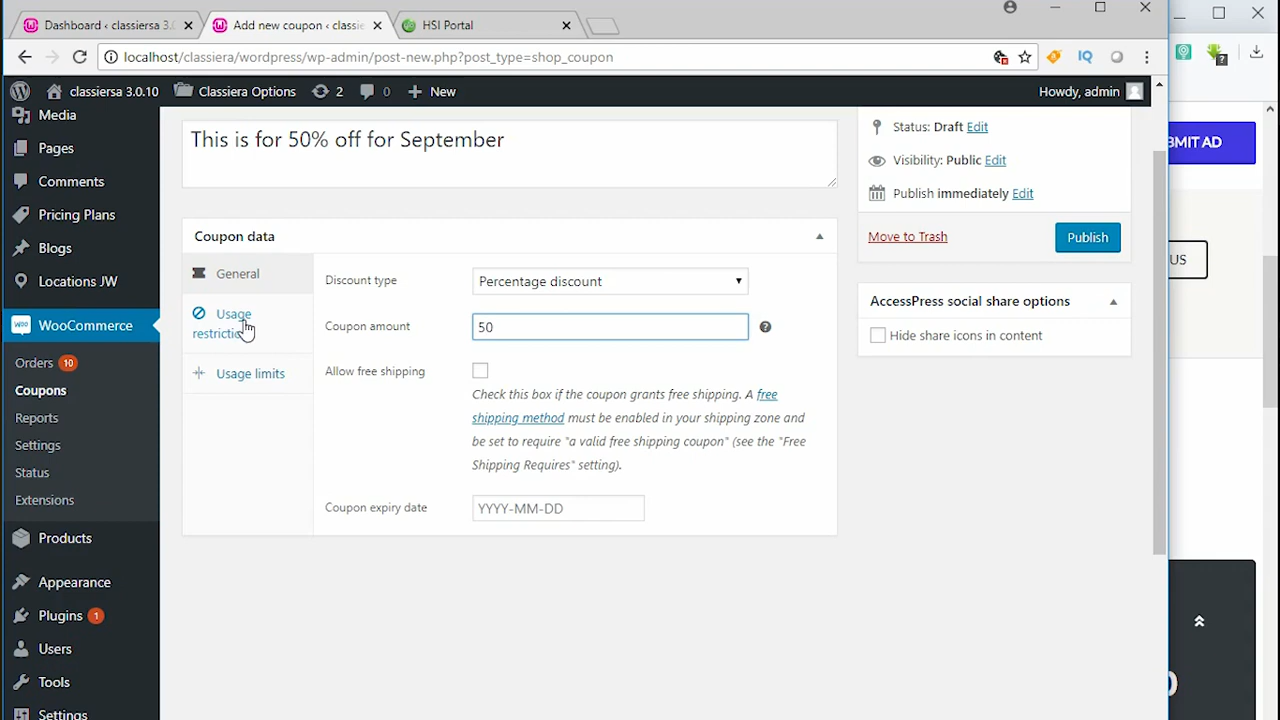 Dashboard ‹ classiersa 3.0.
Add new coupon ‹ classie
HSI Portal
localhost/classiera/wordpress/wp-admin/post-new.php?post_type=shop_coupon
IQ
classiersa 3.0.10
Classiera Options
2
0
New
Howdy, admin
Media
Pages
Comments
Pricing Plans
Blogs
Locations JW
WooCommerce
Orders 10
Coupons
Reports
Settings
Status
Extensions
Products
Appearance
Plugins 1
Users
Tools
Settings
This is for 50% off for September
Coupon data
General
Usage
restriction
Usage limits
Discount type
Percentage discount
Coupon amount
50
?
Allow free shipping
Check this box if the coupon grants free shipping. A free
shipping method must be enabled in your shipping zone and
be set to require "a valid free shipping coupon" (see the "Free
Shipping Requires" setting).
Coupon expiry date
YYYY-MM-DD
Status: Draft Edit
Visibility: Public Edit
Publish immediately Edit
Move to Trash
Publish
AccessPress social share options
Hide share icons in content
?
BMIT AD
US